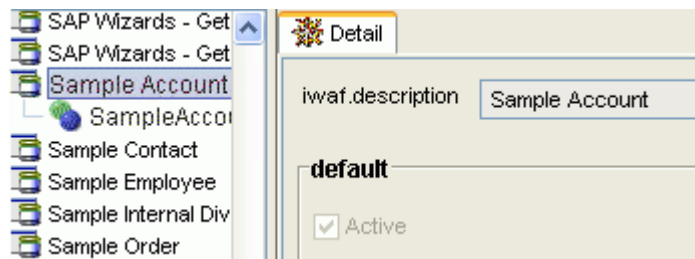 SAP Wizards - Get
SAP Wizards - Get
Sample Account
SampleAccou
Sample Contact
Sample Employee
Sample Internal Div
Sample Order
Detail
iwaf.description
Sample Account
default
Active